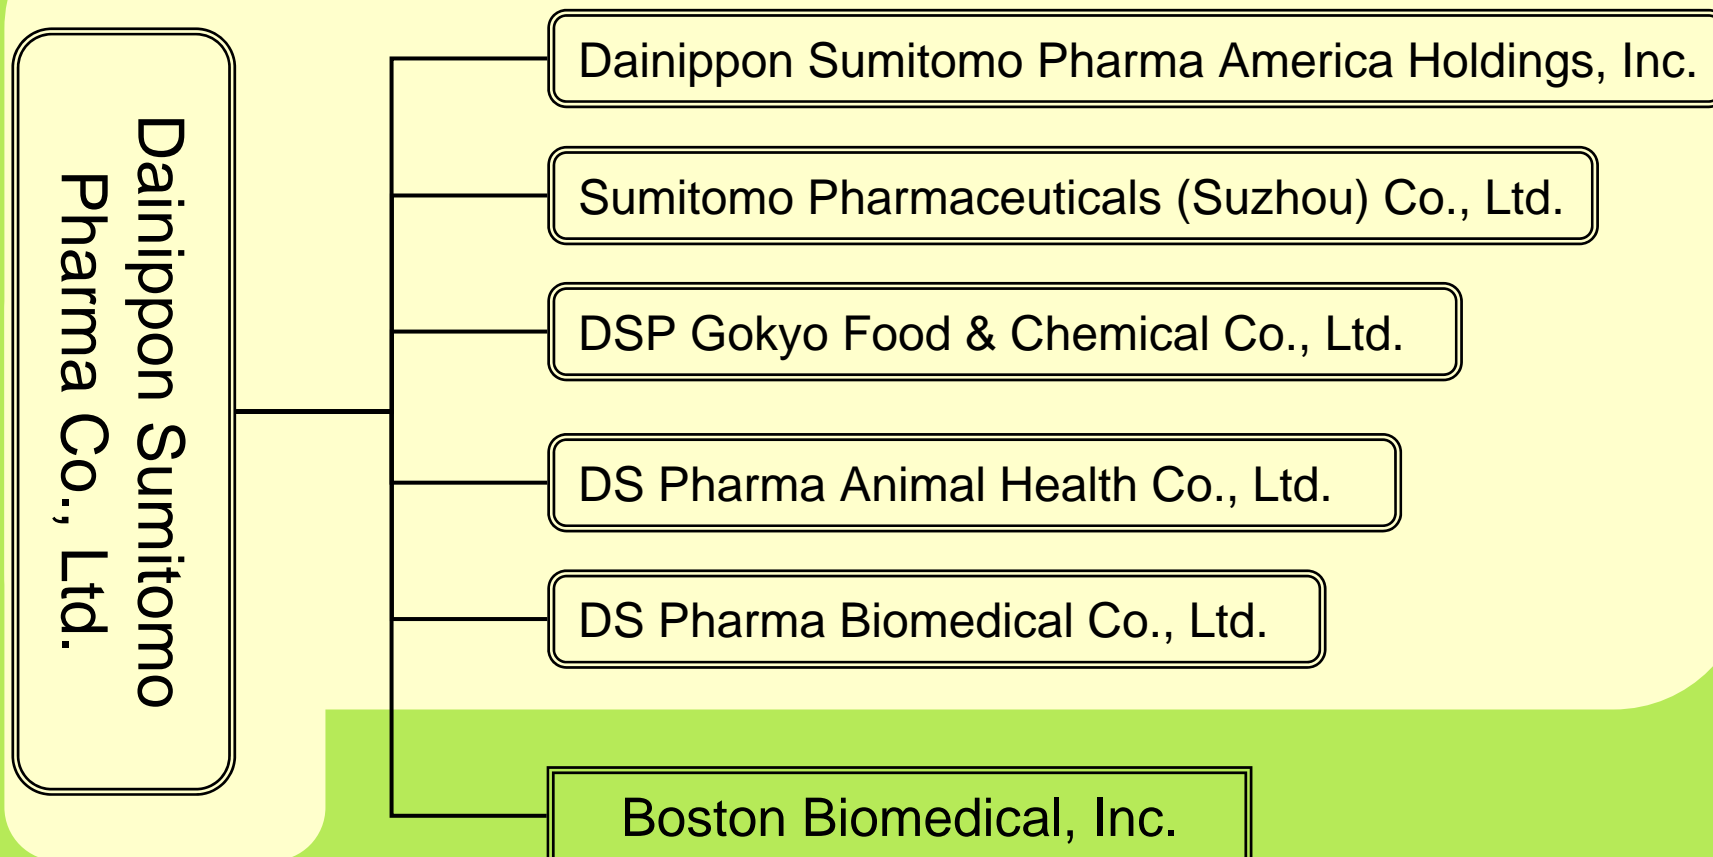 Dainippon Sumitomo
Pharma Co., Ltd.
Dainippon Sumitomo Pharma America Holdings, Inc.
Sumitomo Pharmaceuticals (Suzhou) Co., Ltd.
DSP Gokyo Food & Chemical Co., Ltd.
DS Pharma Animal Health Co., Ltd.
DS Pharma Biomedical Co., Ltd.
Boston Biomedical, Inc.